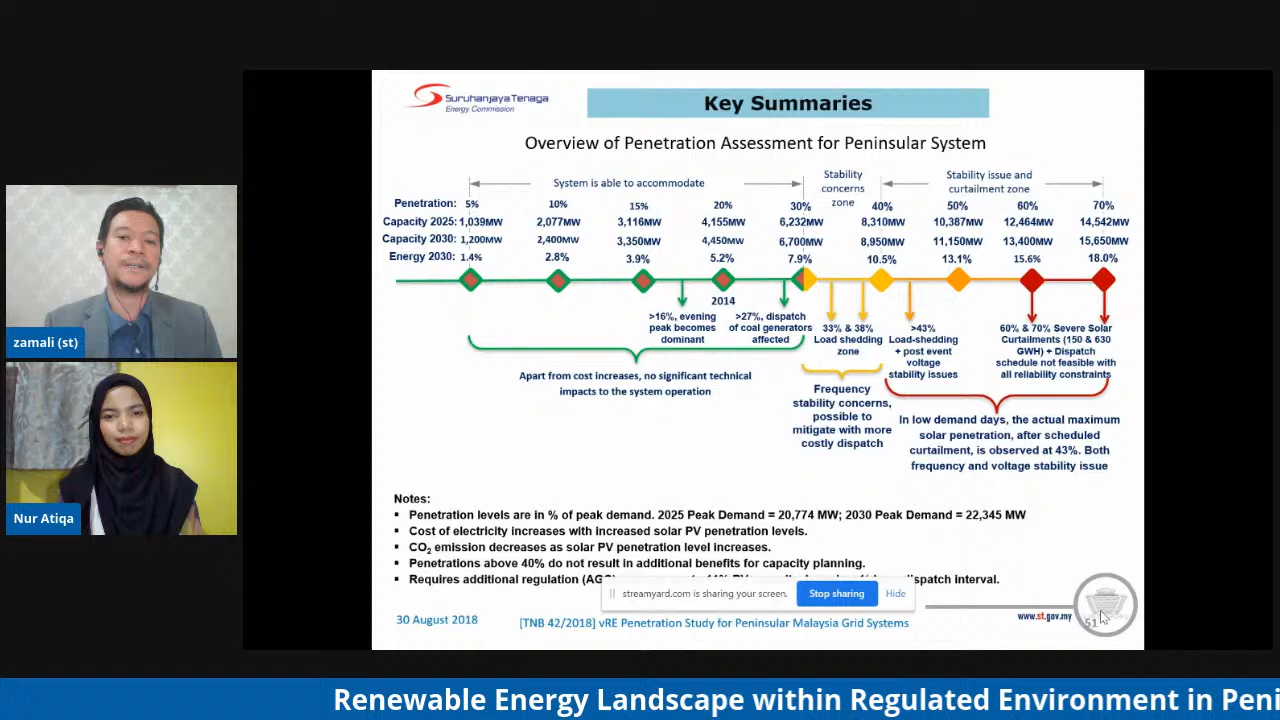 Suruhanjaya Tenaga
Energy Commission
Key Summaries
Overview of Penetration Assessment for Peninsular System
System is able to accommodate
Stability
concerns
zone
Stability issue and
curtailment zone
Penetration: 5% 10% 15% 20% 30% 40% 50% 60% 70%
Capacity 2025: 1,039MW 2,077MW 3,116MW 4,155MW 6,232MW 8,310MW 10,387MW 12,464MW 14,542MW
Capacity 2030: 1,200MW 2,400MW 3,350MW 4,450MW 6,700MW 8,950MW 11,150MW 13,400MW 15,650MW
Energy 2030: 1.4% 2.8% 3.9% 5.2% 7.9% 10.5% 13.1% 15.6% 18.0%
2014
>16%, evening
peak becomes
dominant
>27%, dispatch
of coal generators
affected
33% & 38%
Load shedding
zone
>43%
Load-shedding
+ post event
voltage
stability issues
60% & 70% Severe Solar
Curtailments (150 & 630
GWH) + Dispatch
schedule not feasible with
all reliability constraints
Apart from cost increases, no significant technical
impacts to the system operation
Frequency
stability concerns,
possible to
mitigate with more
costly dispatch
In low demand days, the actual maximum
solar penetration, after scheduled
curtailment, is observed at 43%. Both
frequency and voltage stability issue
Notes:
▪ Penetration levels are in % of peak demand. 2025 Peak Demand = 20,774 MW; 2030 Peak Demand = 22,345 MW
▪ Cost of electricity increases with increased solar PV penetration levels.
▪ CO2 emission decreases as solar PV penetration level increases.
▪ Penetrations above 40% do not result in additional benefits for capacity planning.
▪ Requires additional regulation (AGC dispatch interval.
streamyard.com is sharing your screen.
Stop sharing
Hide
30 August 2018
[TNB 42/2018] vRE Penetration Study for Peninsular Malaysia Grid Systems
www.st.gov.my
51
zamali (st)
Nur Atiqa
Renewable Energy Landscape within Regulated Environment in Peni